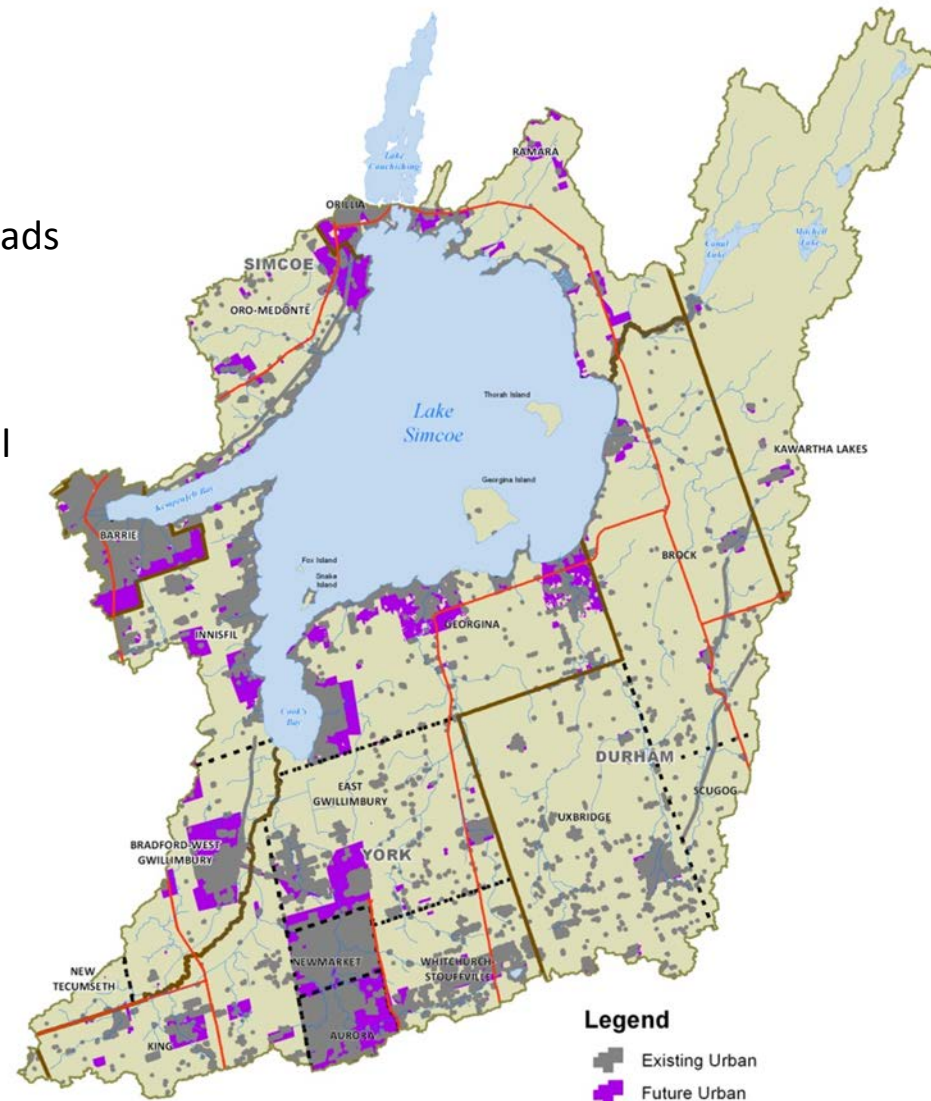 Lake
Couchiching
RAMARA
ORILLIA
ads
SIMCOE
Canal
Lake
Mitchell
Lake
ORO-MEDONTE
Thorah Island
Lake
Simcoe
l
KAWARTHA LAKES
Georgina Island
Kempenfelt Bay
BARRIE
BROCK
Fox Island
Snake
Island
GEORGINA
INNISFIL
Cook's
Bay
DURHAM
EAST
GWILLIMBURY
SCUGOG
UXBRIDGE
BRADFORD-WEST
GWILLIMBURY
YORK
NEWMARKET
WHITCHURCH
STOUFFVILLE
NEW
TECUMSETH
Legend
AURORA
KING
Existing Urban
Future Urban